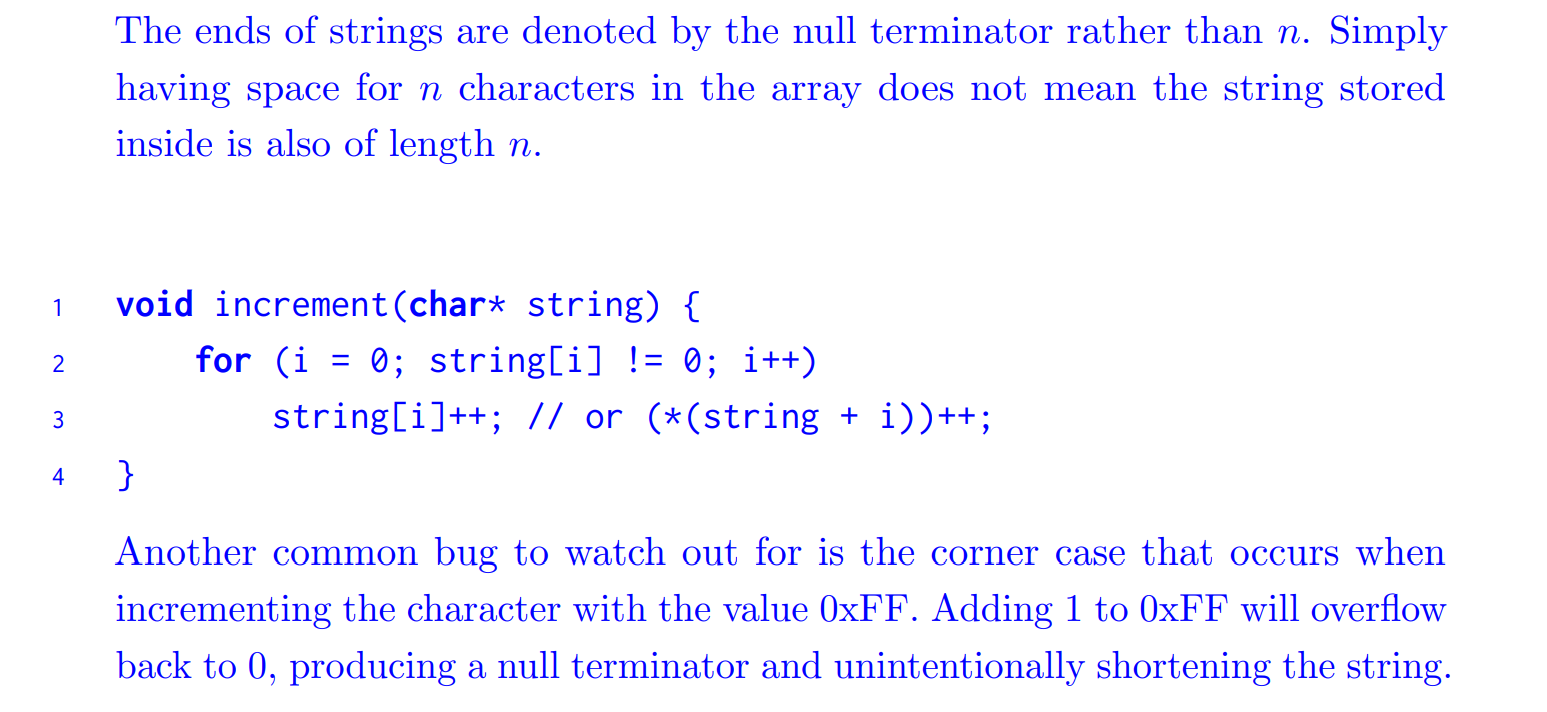 The ends of strings are denoted by the null terminator rather than n. Simply
having space for n characters in the array does not mean the string stored
inside is also of length n.
1 void increment(char* string) {
2 for (i = 0; string[i] != 0; i++)
3 string[i]++; // or (*(string + i))++;
4 }
Another common bug to watch out for is the corner case that occurs when
incrementing the character with the value 0xFF. Adding 1 to 0xFF will overflow
back to 0, producing a null terminator and unintentionally shortening the string.